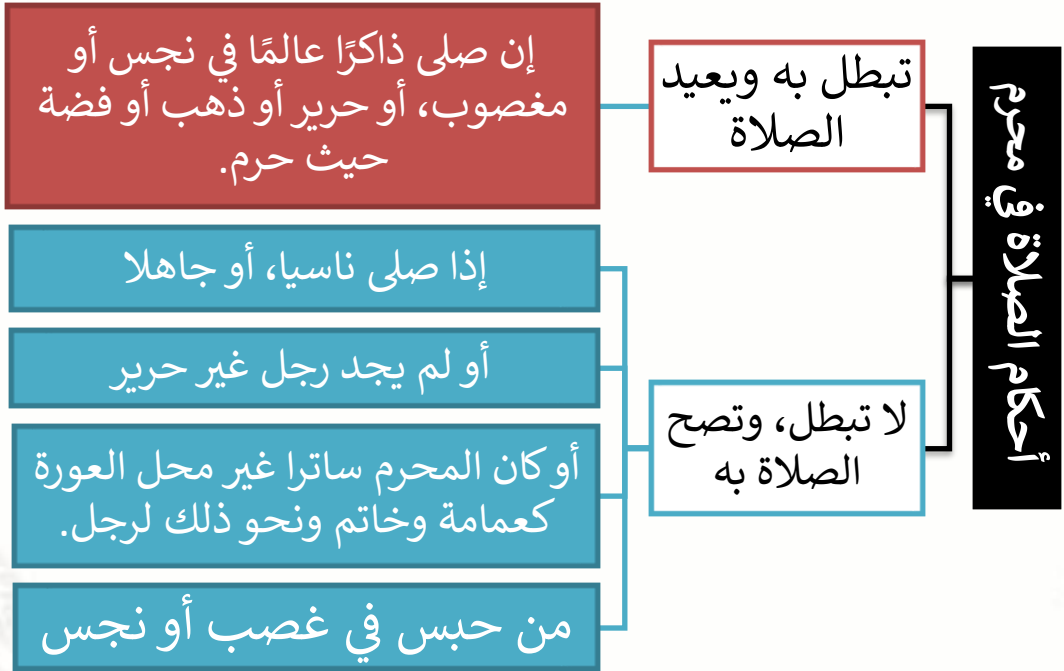 أحكام الصلاة في محرم
تبطل به ويعيد
الصلاة
إن صلى ذاكرًا عالمًا في نجس أو
مغصوب، أو حرير أو ذهب أو فضة
حيث حرم.
لا تبطل، وتصح
الصلاة به
إذا صلى ناسيا، أو جاهلا
أو لم يجد رجل غير حرير
أو كان المحرم ساترا غير محل العورة
كعمامة وخاتم ونحو ذلك لرجل.
من حبس في غصب أو نجس